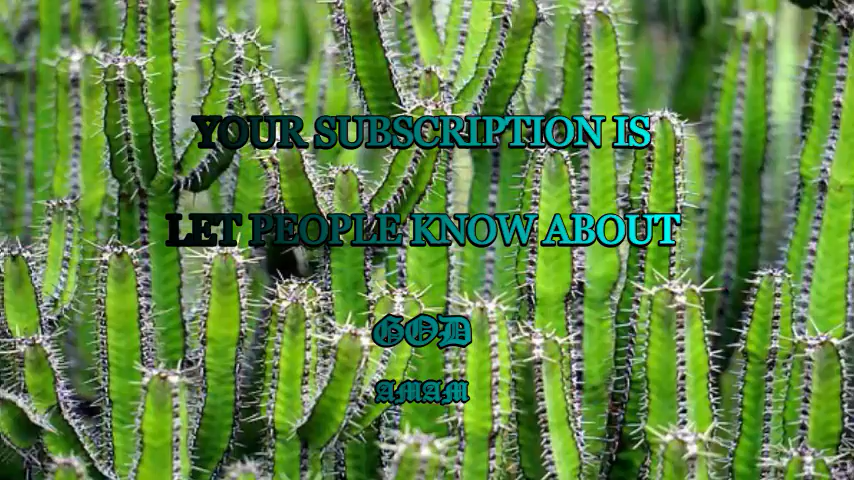 YOUR SUBSCRIPTION IS
LET PEOPLE KNOW ABOUT
GOD
AMAM